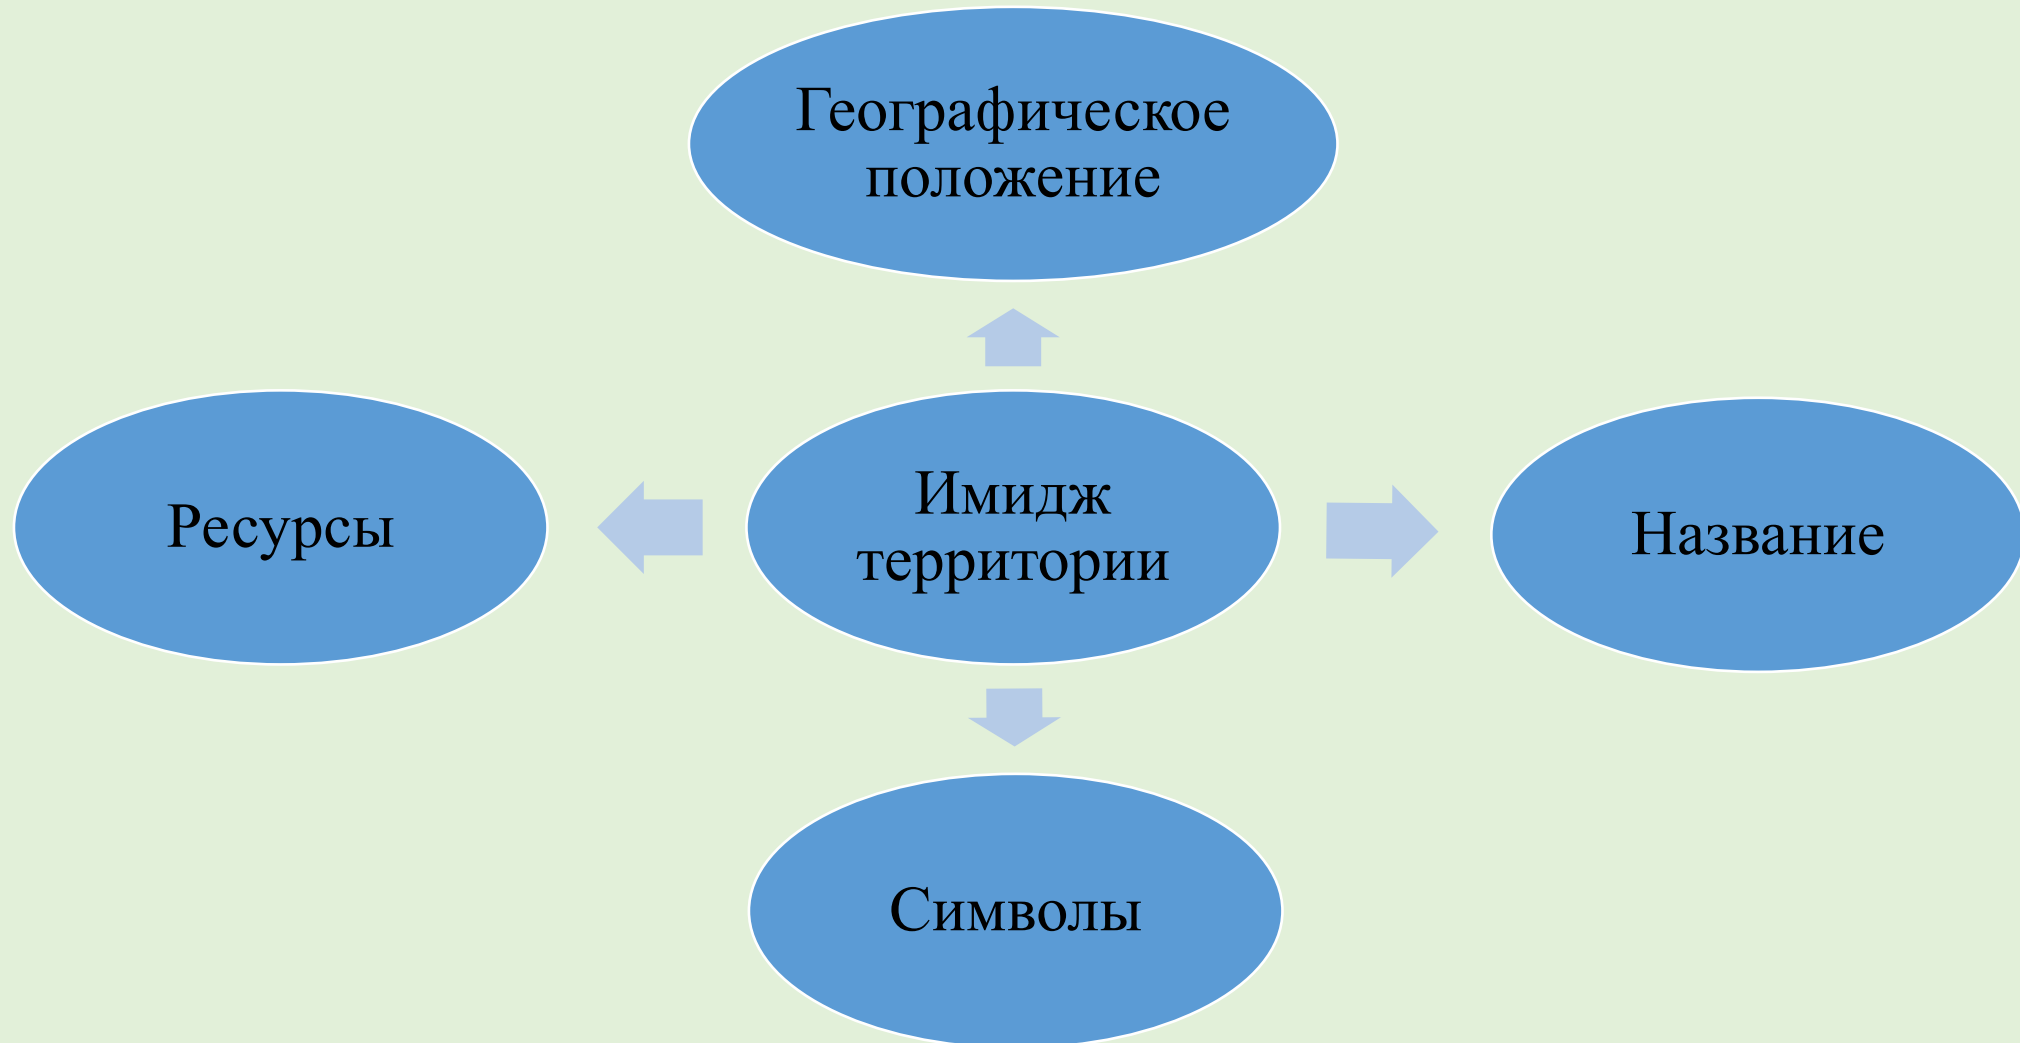 Географическое
положение
Ресурсы
Имидж
территории
Название
Символы